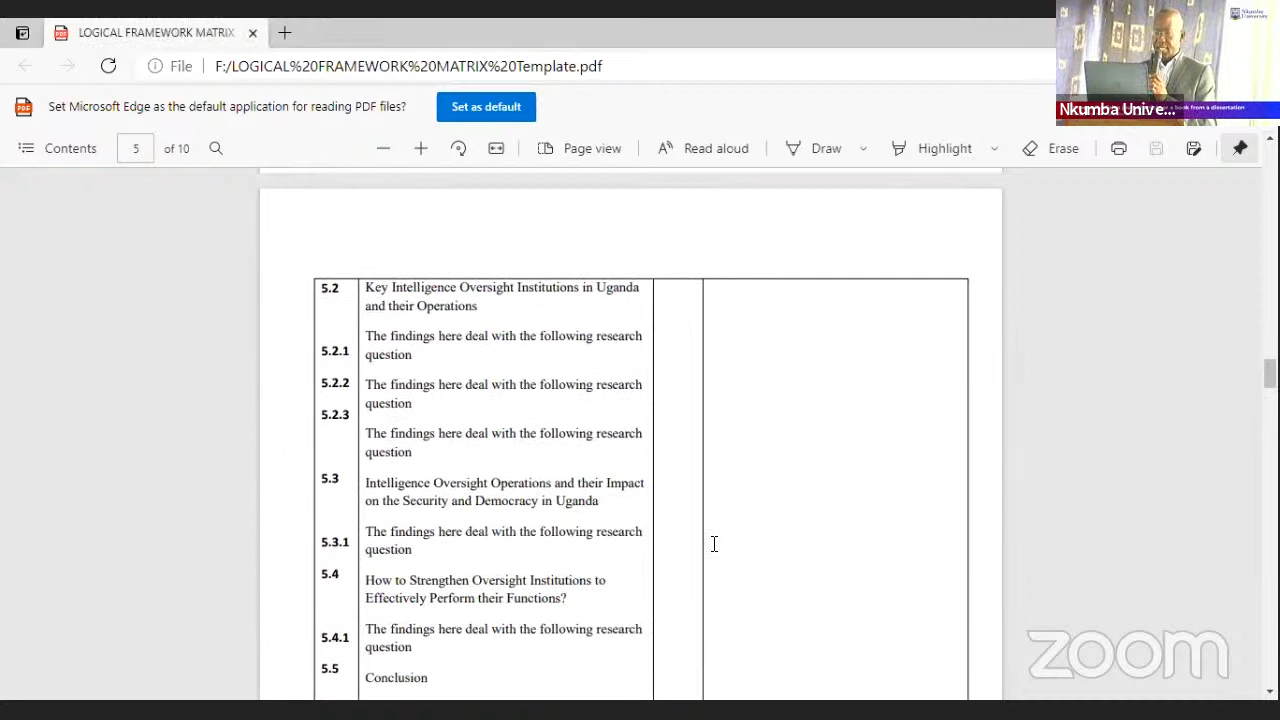 LOGICAL FRAMEWORK MATRIX
File F:/LOGICAL%20FRAMEWORK%20MATRIX%20Template.pdf
Set Microsoft Edge as the default application for reading PDF files? Set as default
Contents 5 of 10 Page view Read aloud Draw Highlight Erase
Nkumba
University
Nkumba Unive...
r a book from a dissertation
5.2 Key Intelligence Oversight Institutions in Uganda
and their Operations
The findings here deal with the following research
5.2.1 question
5.2.2 The findings here deal with the following research
question
5.2.3
The findings here deal with the following research
question
5.3 Intelligence Oversight Operations and their Impact
on the Security and Democracy in Uganda
The findings here deal with the following research
5.3.1 question
5.4 How to Strengthen Oversight Institutions to
Effectively Perform their Functions?
The findings here deal with the following research
5.4.1 question
5.5 Conclusion
zoom